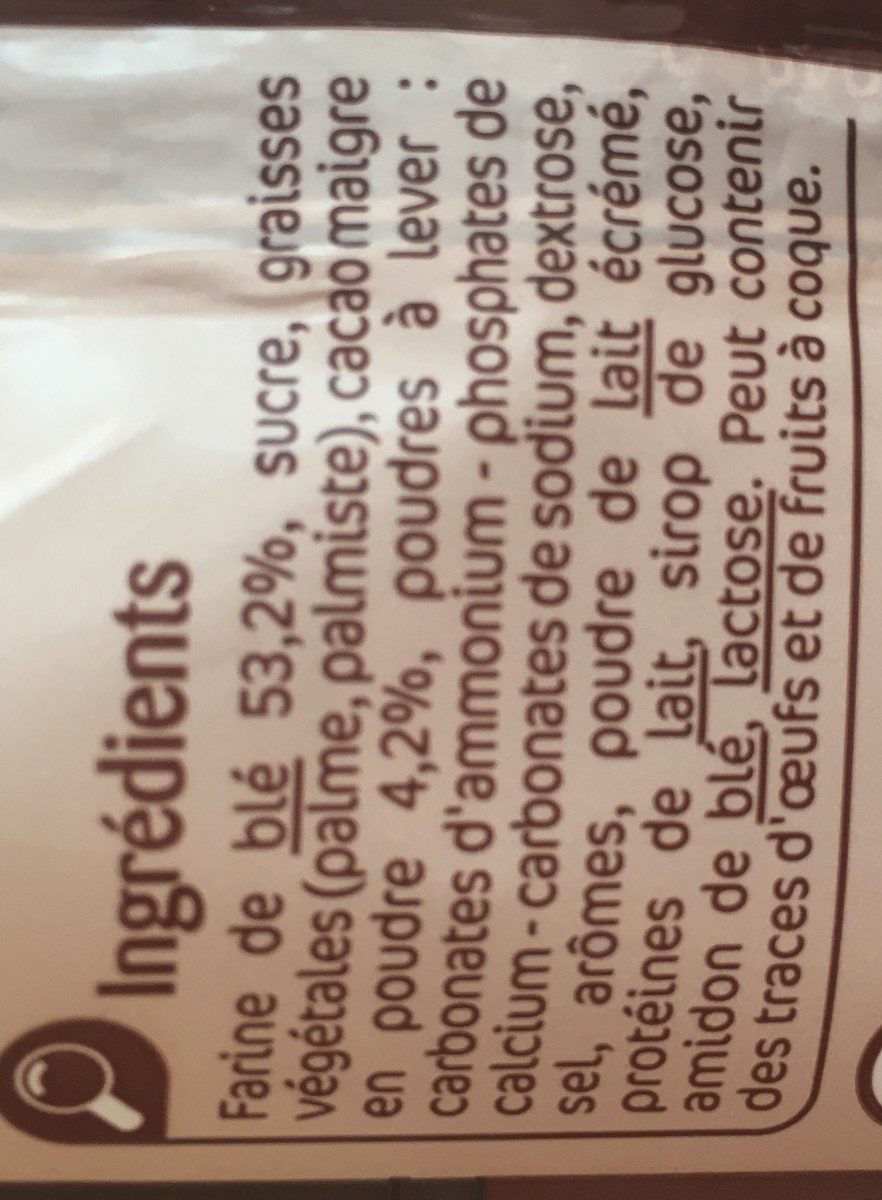 Ingrédients
Farine de blé 53,2%, sucre, graisses
végétales (palme, palmiste), cacao maigre
en poudre 4,2%, poudres à lever :
carbonates d'ammonium - phosphates de
calcium - carbonates de sodium, dextrose,
sel, arômes, poudre de lait écrémé,
protéines de lait, sirop de glucose,
amidon de blé, lactose. Peut contenir
des traces d'œufs et de fruits à coque.